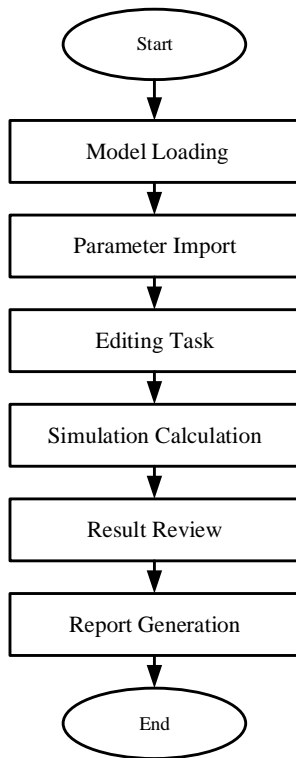 Start
Model Loading
Parameter Import
Editing Task
Simulation Calculation
Result Review
Report Generation
End